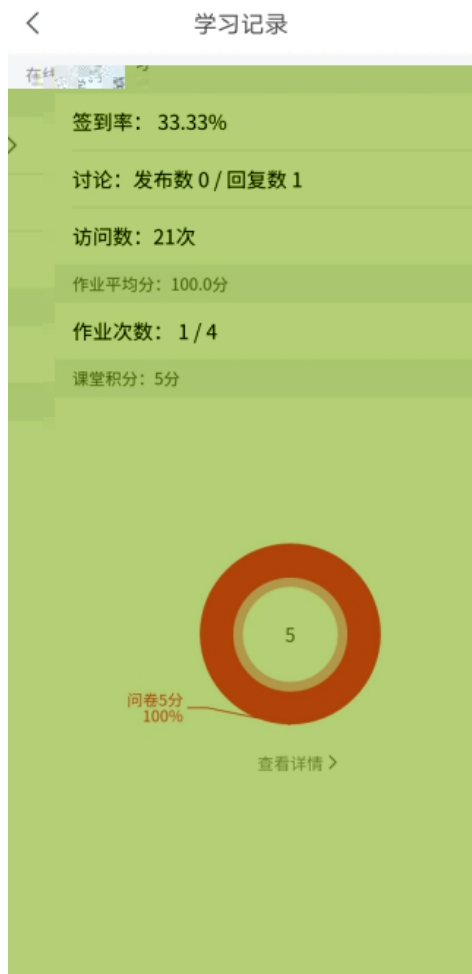 学习记录
签到率： 33.33%
讨论：发布数 0 / 回复数 1
访问数：21次
作业平均分：100.0分
作业次数： 1 / 4
课堂积分：5分
5
问卷5分
100%
查看详情